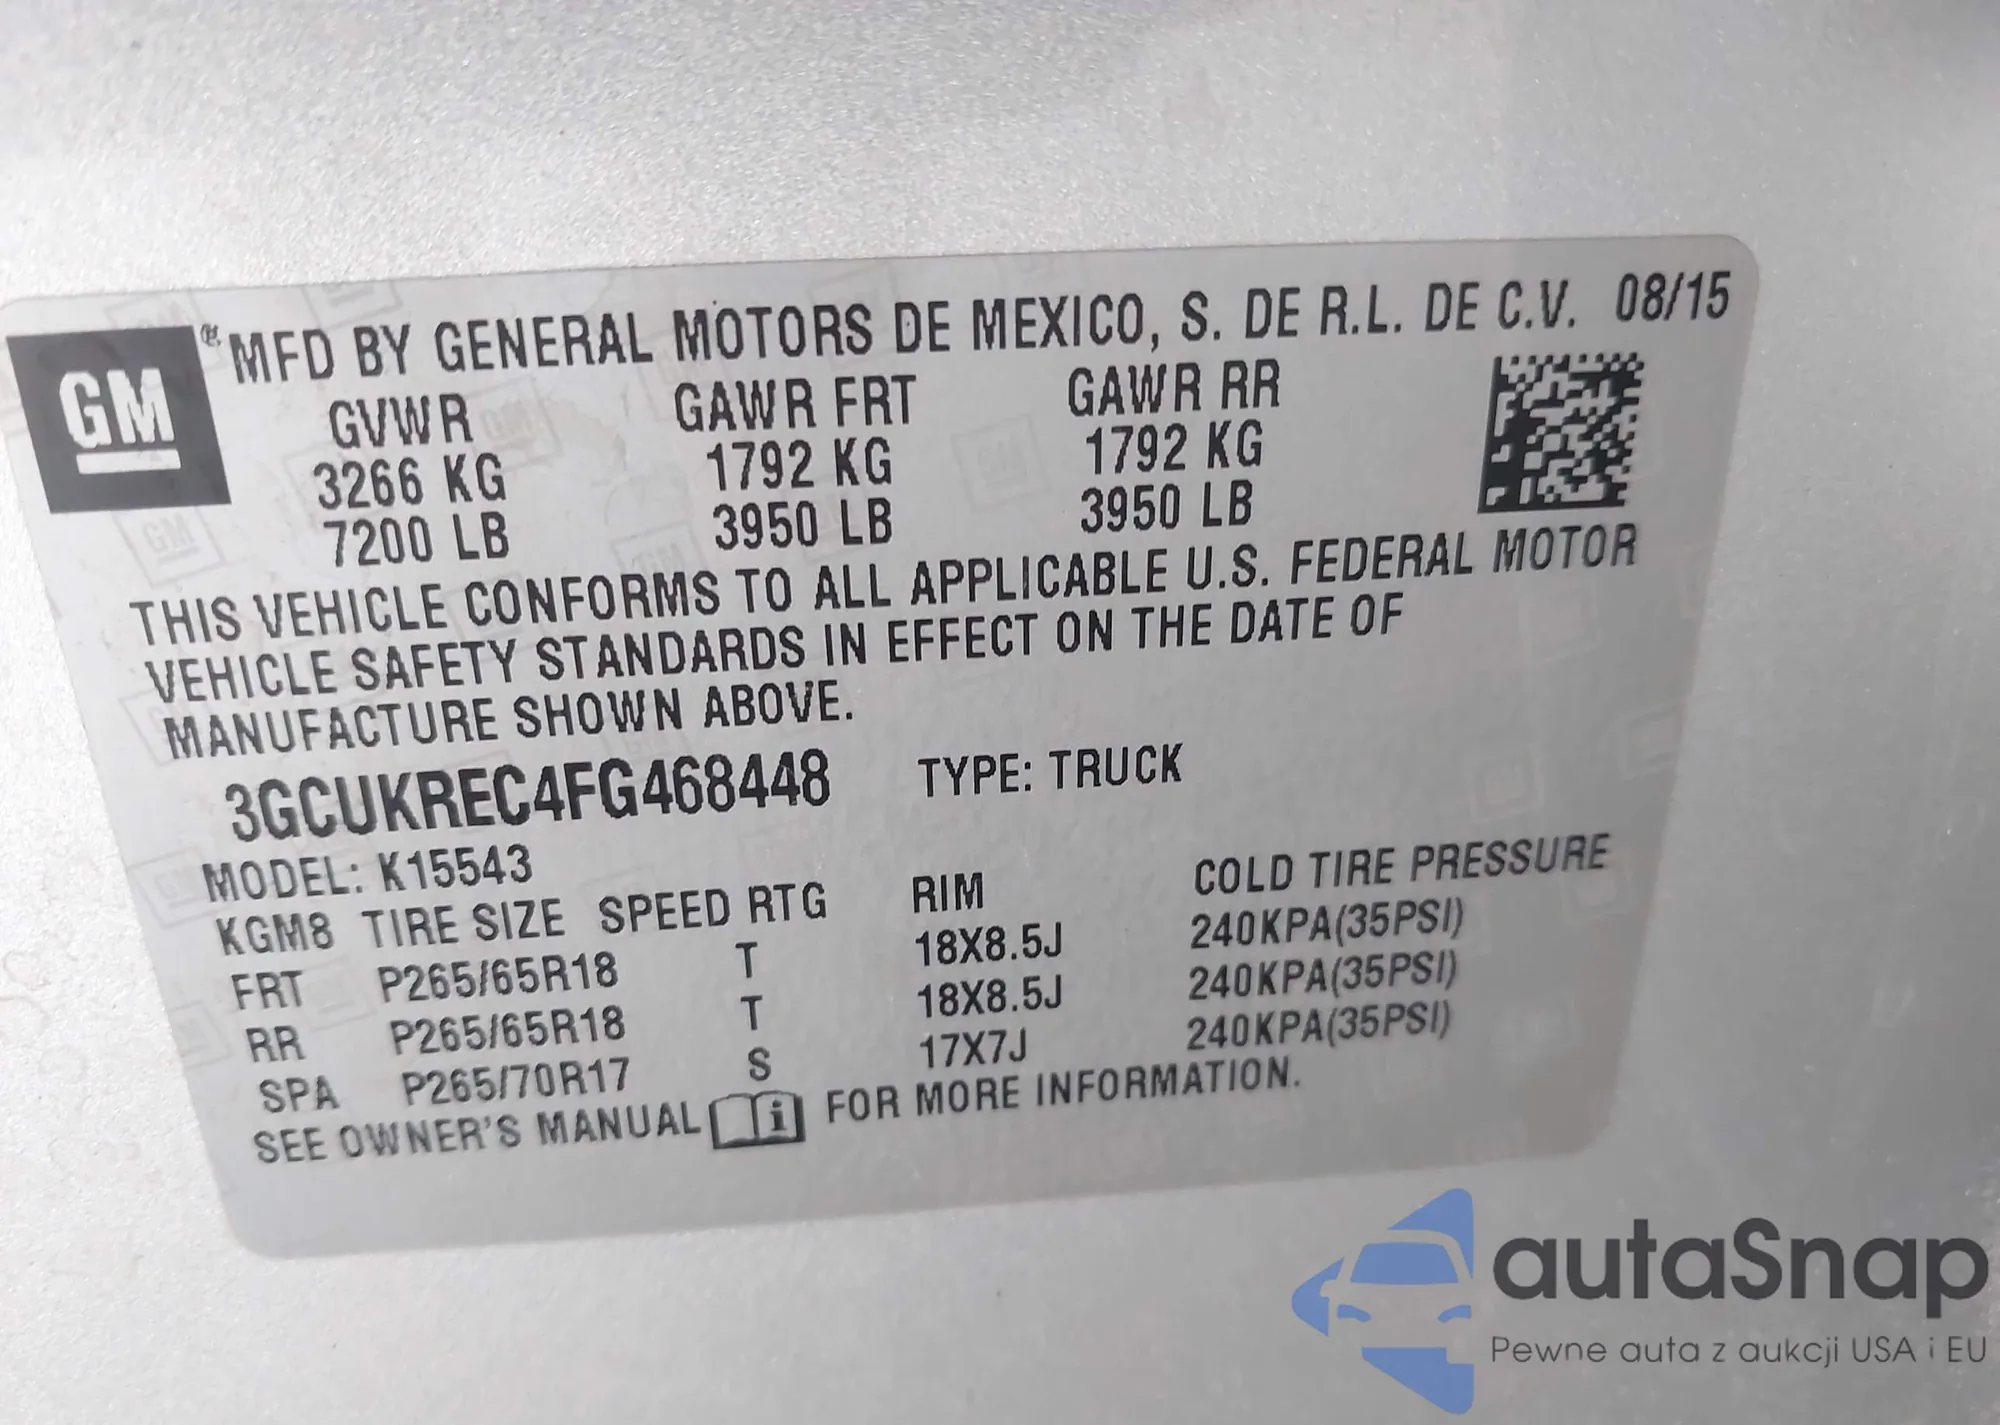 GM
® MFD BY GENERAL MOTORS DE MEXICO, S. DE R.L. DE C.V. 08/15
GVWR GAWR FRT GAWR RR
3266 KG 1792 KG 1792 KG
7200 LB 3950 LB 3950 LB
THIS VEHICLE CONFORMS TO ALL APPLICABLE U.S. FEDERAL MOTOR
VEHICLE SAFETY STANDARDS IN EFFECT ON THE DATE OF
MANUFACTURE SHOWN ABOVE.
3GCUKREC4FG468448 TYPE: TRUCK
MODEL: K15543
KGM8 TIRE SIZE SPEED RTG RIM COLD TIRE PRESSURE
FRT P265/65R18 T 18X8.5J 240KPA(35PSI)
RR P265/65R18 T 18X8.5J 240KPA(35PSI)
SPA P265/70R17 S 17X7J 240KPA(35PSI)
SEE OWNER'S MANUAL i FOR MORE INFORMATION.
autaSnap
Pewne auta z aukcji USA i EU